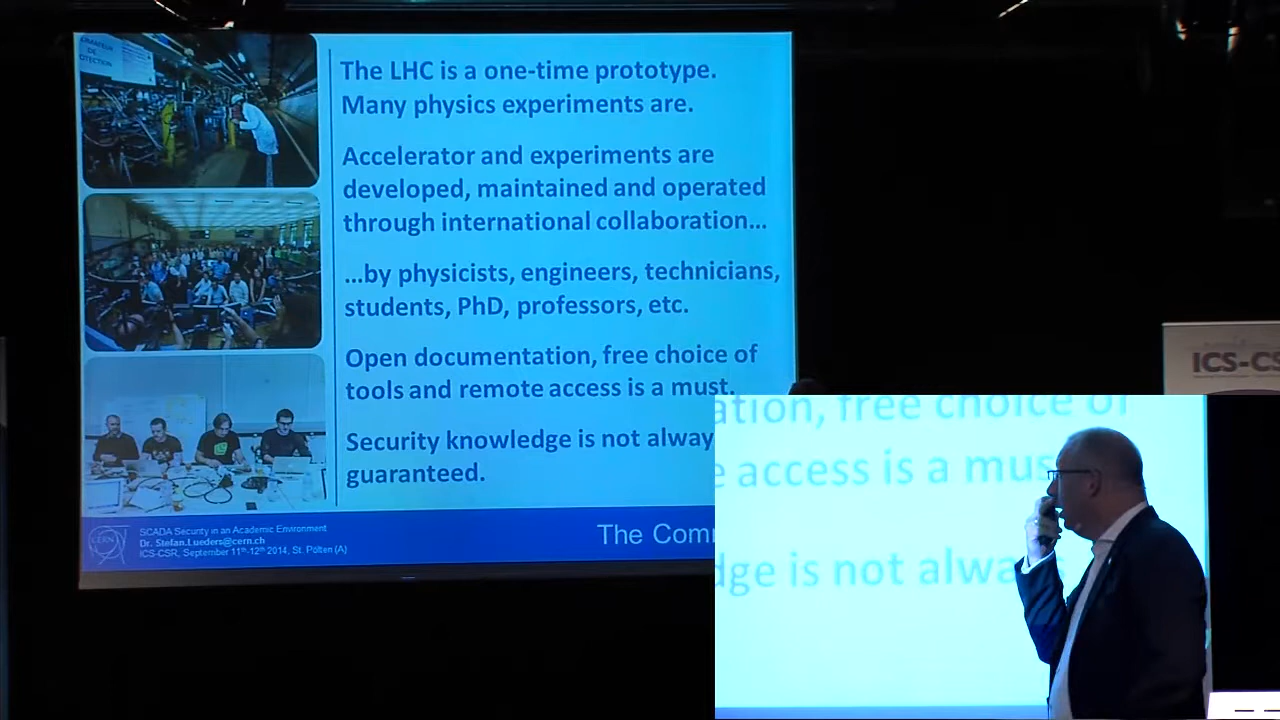 The LHC is a one-time prototype.
Many physics experiments are.
Accelerator and experiments are
developed, maintained and operated
through international collaboration…
…by physicists, engineers, technicians,
students, PhD, professors, etc.
Open documentation, free choice of
tools and remote access is a must.
Security knowledge is not alway
guaranteed.
CERN
SCADA Security in an Academic Environment
Dr. Stefan.Lueders@cern.ch
ICS-CSR, September 11th-12th 2014, St. Pölten (A)
The Com
ICS-CS
ation, free choice of
e access is a mus
dge is not alwa